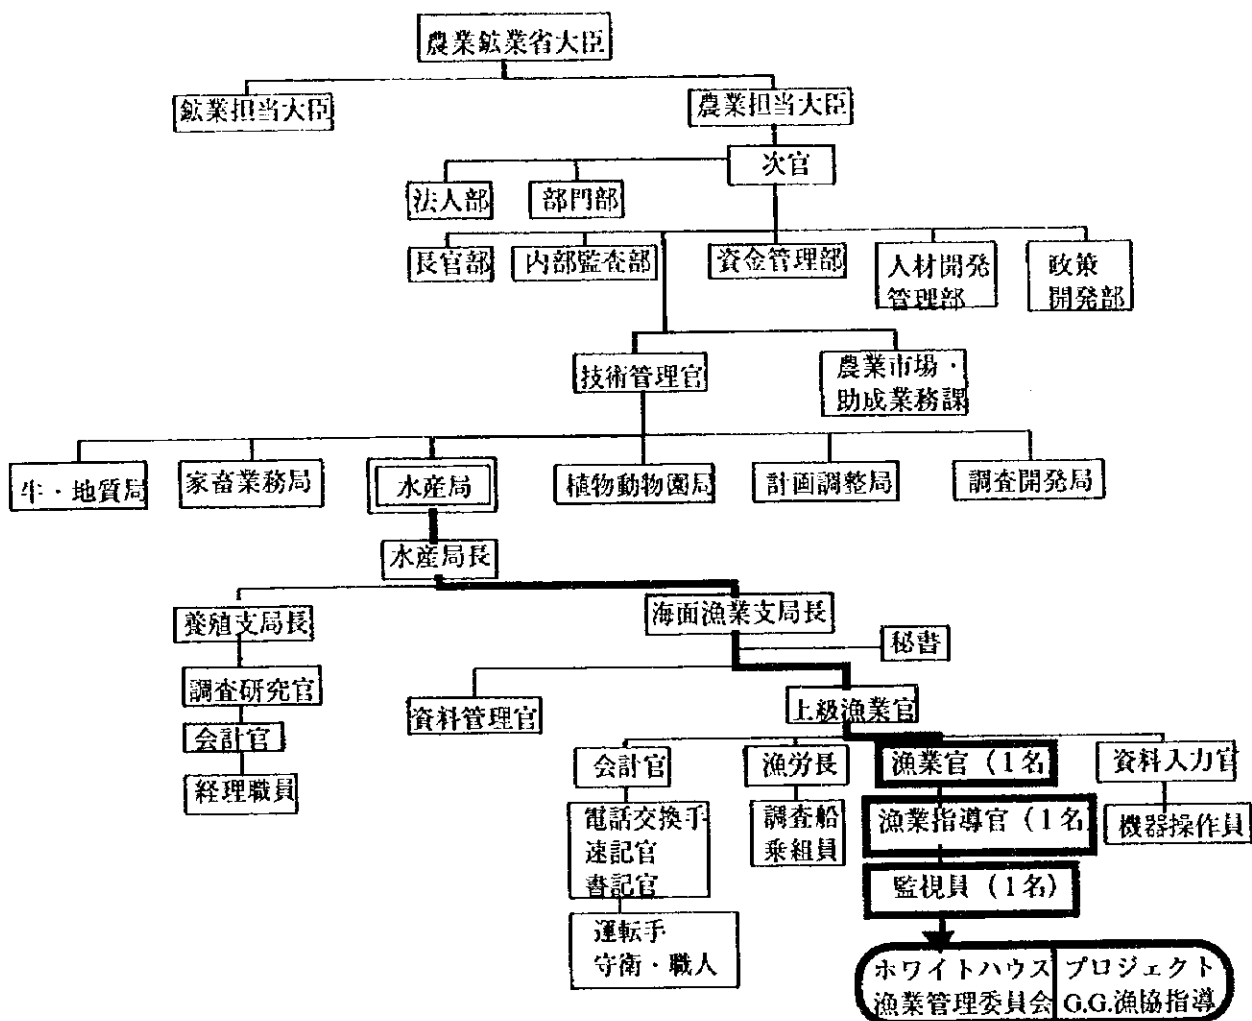 農業鉱業省大臣
鉱業担当大臣
農業担当大臣
次官
法人部
部門部
長官部
内部監査部
資金管理部
人材開発
管理部
政策
開発部
技術管理官
農業市場・
助成業務課
牛・地質局
家畜業務局
水産局
植物動物園局
計画調整局
調査開発局
水産局長
養殖支局長
海面漁業支局長
秘書
調査研究官
資料管理官
上級漁業官
会計官
経理職員
会計官
漁労長
漁業官（1名
資料入力官
電話交換手
速記官
書記官
調査船
乗組員
漁業指導官（1名
機器操作員
監視員（1名）
運転手
守衛・職人
ホワイトハウス
漁業管理委員会
プロジェクト
G.G.漁協指導